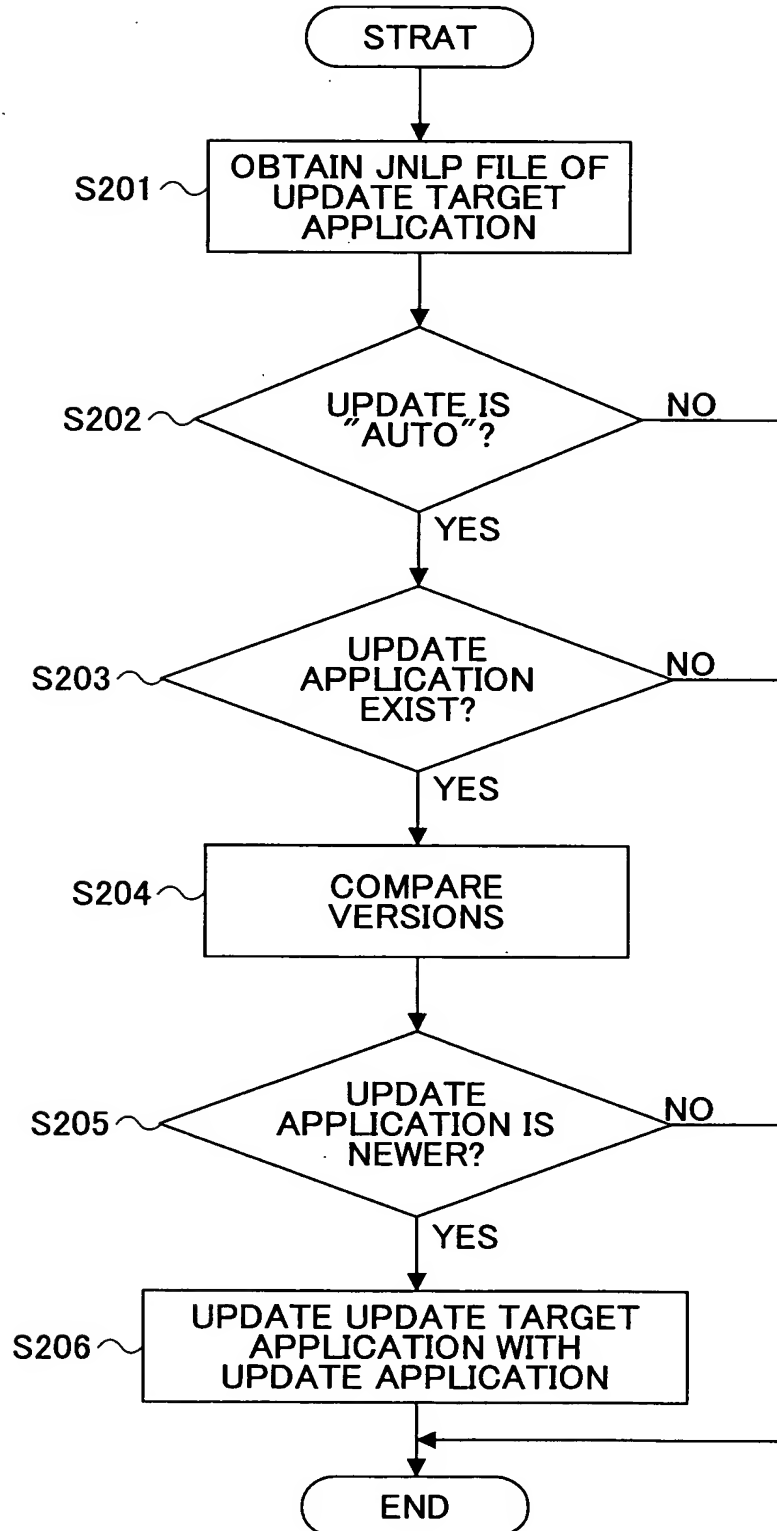 STRAT
S201
OBTAIN JNLP FILE OF
UPDATE TARGET
APPLICATION
S202
UPDATE IS
"AUTO"?
NO
YES
S203
UPDATE
APPLICATION
EXIST?
NO
YES
S204
COMPARE
VERSIONS
S205
UPDATE
APPLICATION IS
NEWER?
NO
YES
S206
UPDATE UPDATE TARGET
APPLICATION WITH
UPDATE APPLICATION
END